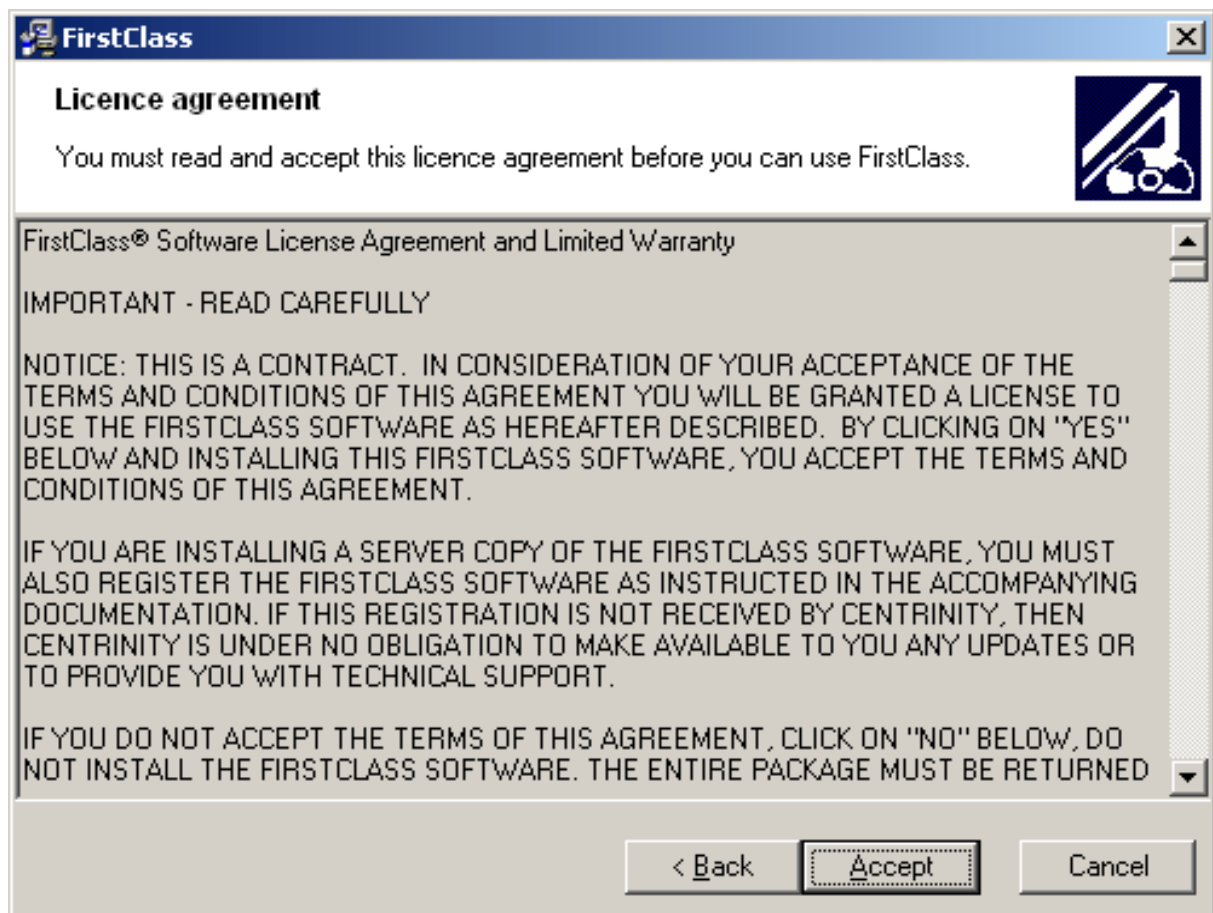 FirstClass
Licence agreement
You must read and accept this licence agreement before you can use FirstClass.
FirstClass® Software License Agreement and Limited Warranty
IMPORTANT - READ CAREFULLY
NOTICE: THIS IS A CONTRACT.  IN CONSIDERATION OF YOUR ACCEPTANCE OF THE
TERMS AND CONDITIONS OF THIS AGREEMENT YOU WILL BE GRANTED A LICENSE TO
USE THE FIRSTCLASS SOFTWARE AS HEREAFTER DESCRIBED.  BY CLICKING ON "YES"
BELOW AND INSTALLING THIS FIRSTCLASS SOFTWARE, YOU ACCEPT THE TERMS AND
CONDITIONS OF THIS AGREEMENT.
IF YOU ARE INSTALLING A SERVER COPY OF THE FIRSTCLASS SOFTWARE, YOU MUST
ALSO REGISTER THE FIRSTCLASS SOFTWARE AS INSTRUCTED IN THE ACCOMPANYING
DOCUMENTATION. IF THIS REGISTRATION IS NOT RECEIVED BY CENTRINITY, THEN
CENTRINITY IS UNDER NO OBLIGATION TO MAKE AVAILABLE TO YOU ANY UPDATES OR
TO PROVIDE YOU WITH TECHNICAL SUPPORT.
IF YOU DO NOT ACCEPT THE TERMS OF THIS AGREEMENT, CLICK ON "NO" BELOW, DO
NOT INSTALL THE FIRSTCLASS SOFTWARE. THE ENTIRE PACKAGE MUST BE RETURNED
< Back Accept Cancel